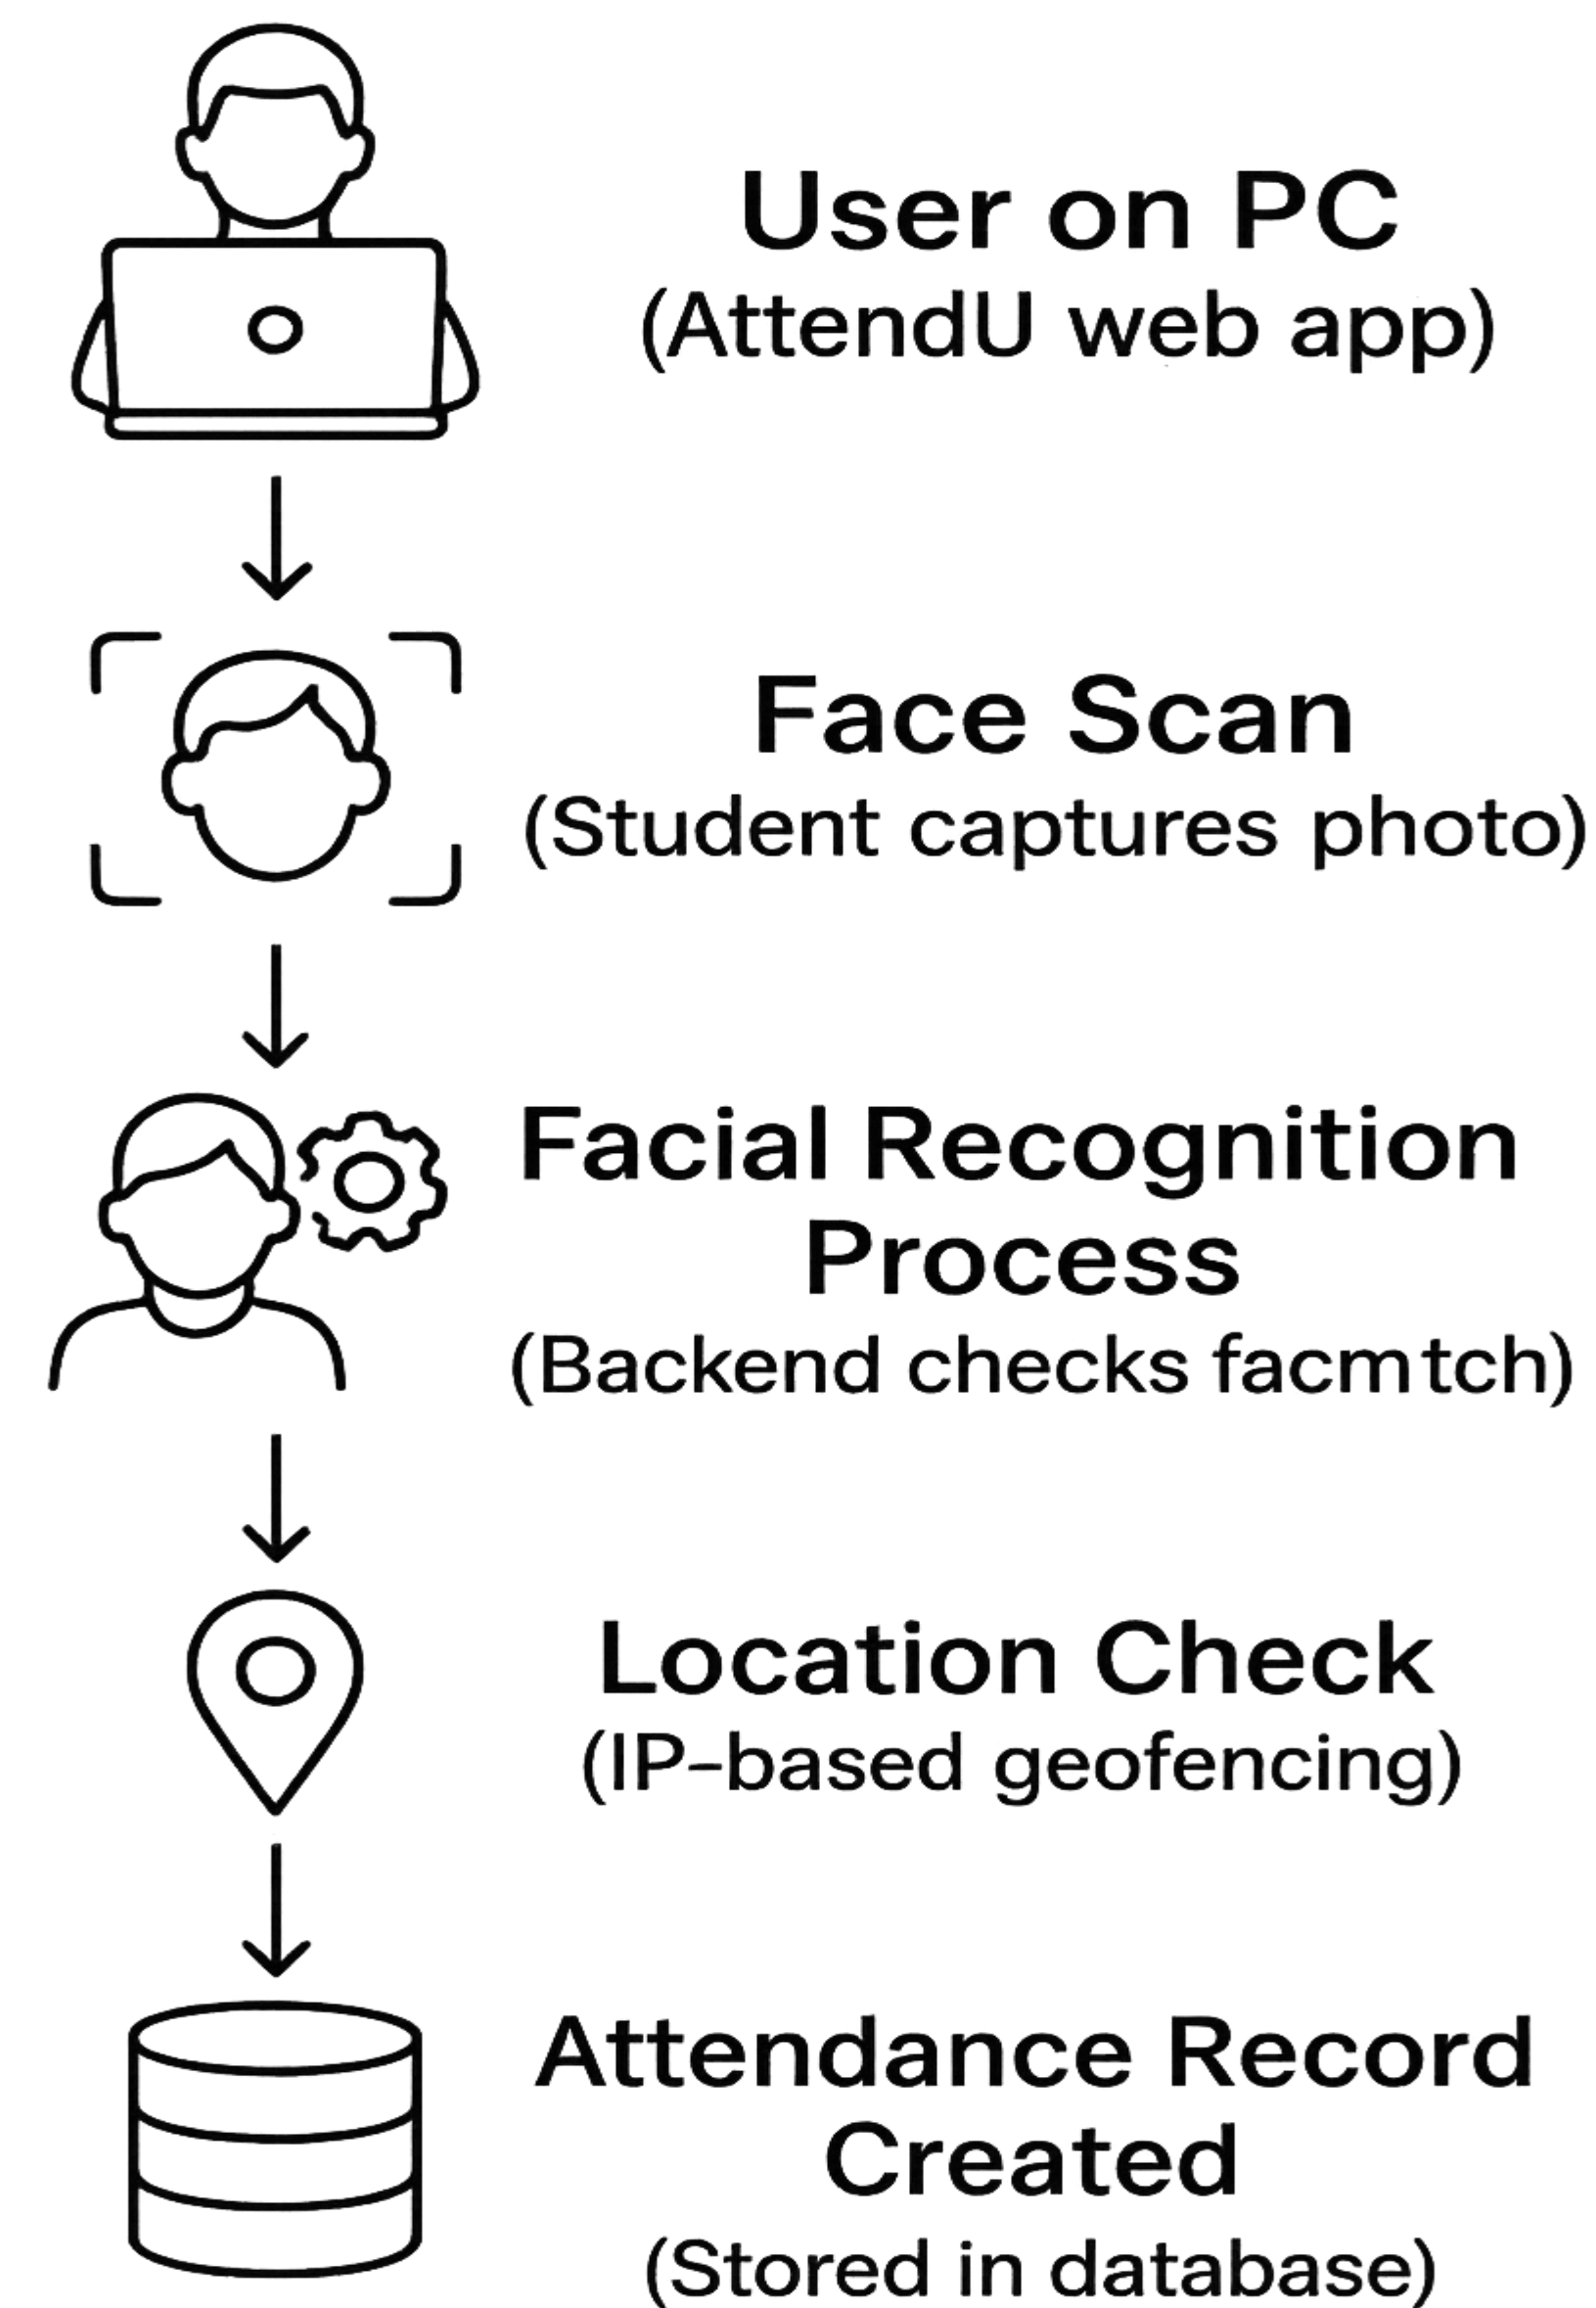 User on PC
(AttendU web app)
Face Scan
(Student captures photo)
Facial Recognition
Process
(Backend checks facmtch)
Location Check
(IP-based geofencing)
Attendance Record
Created
(Stored in database)